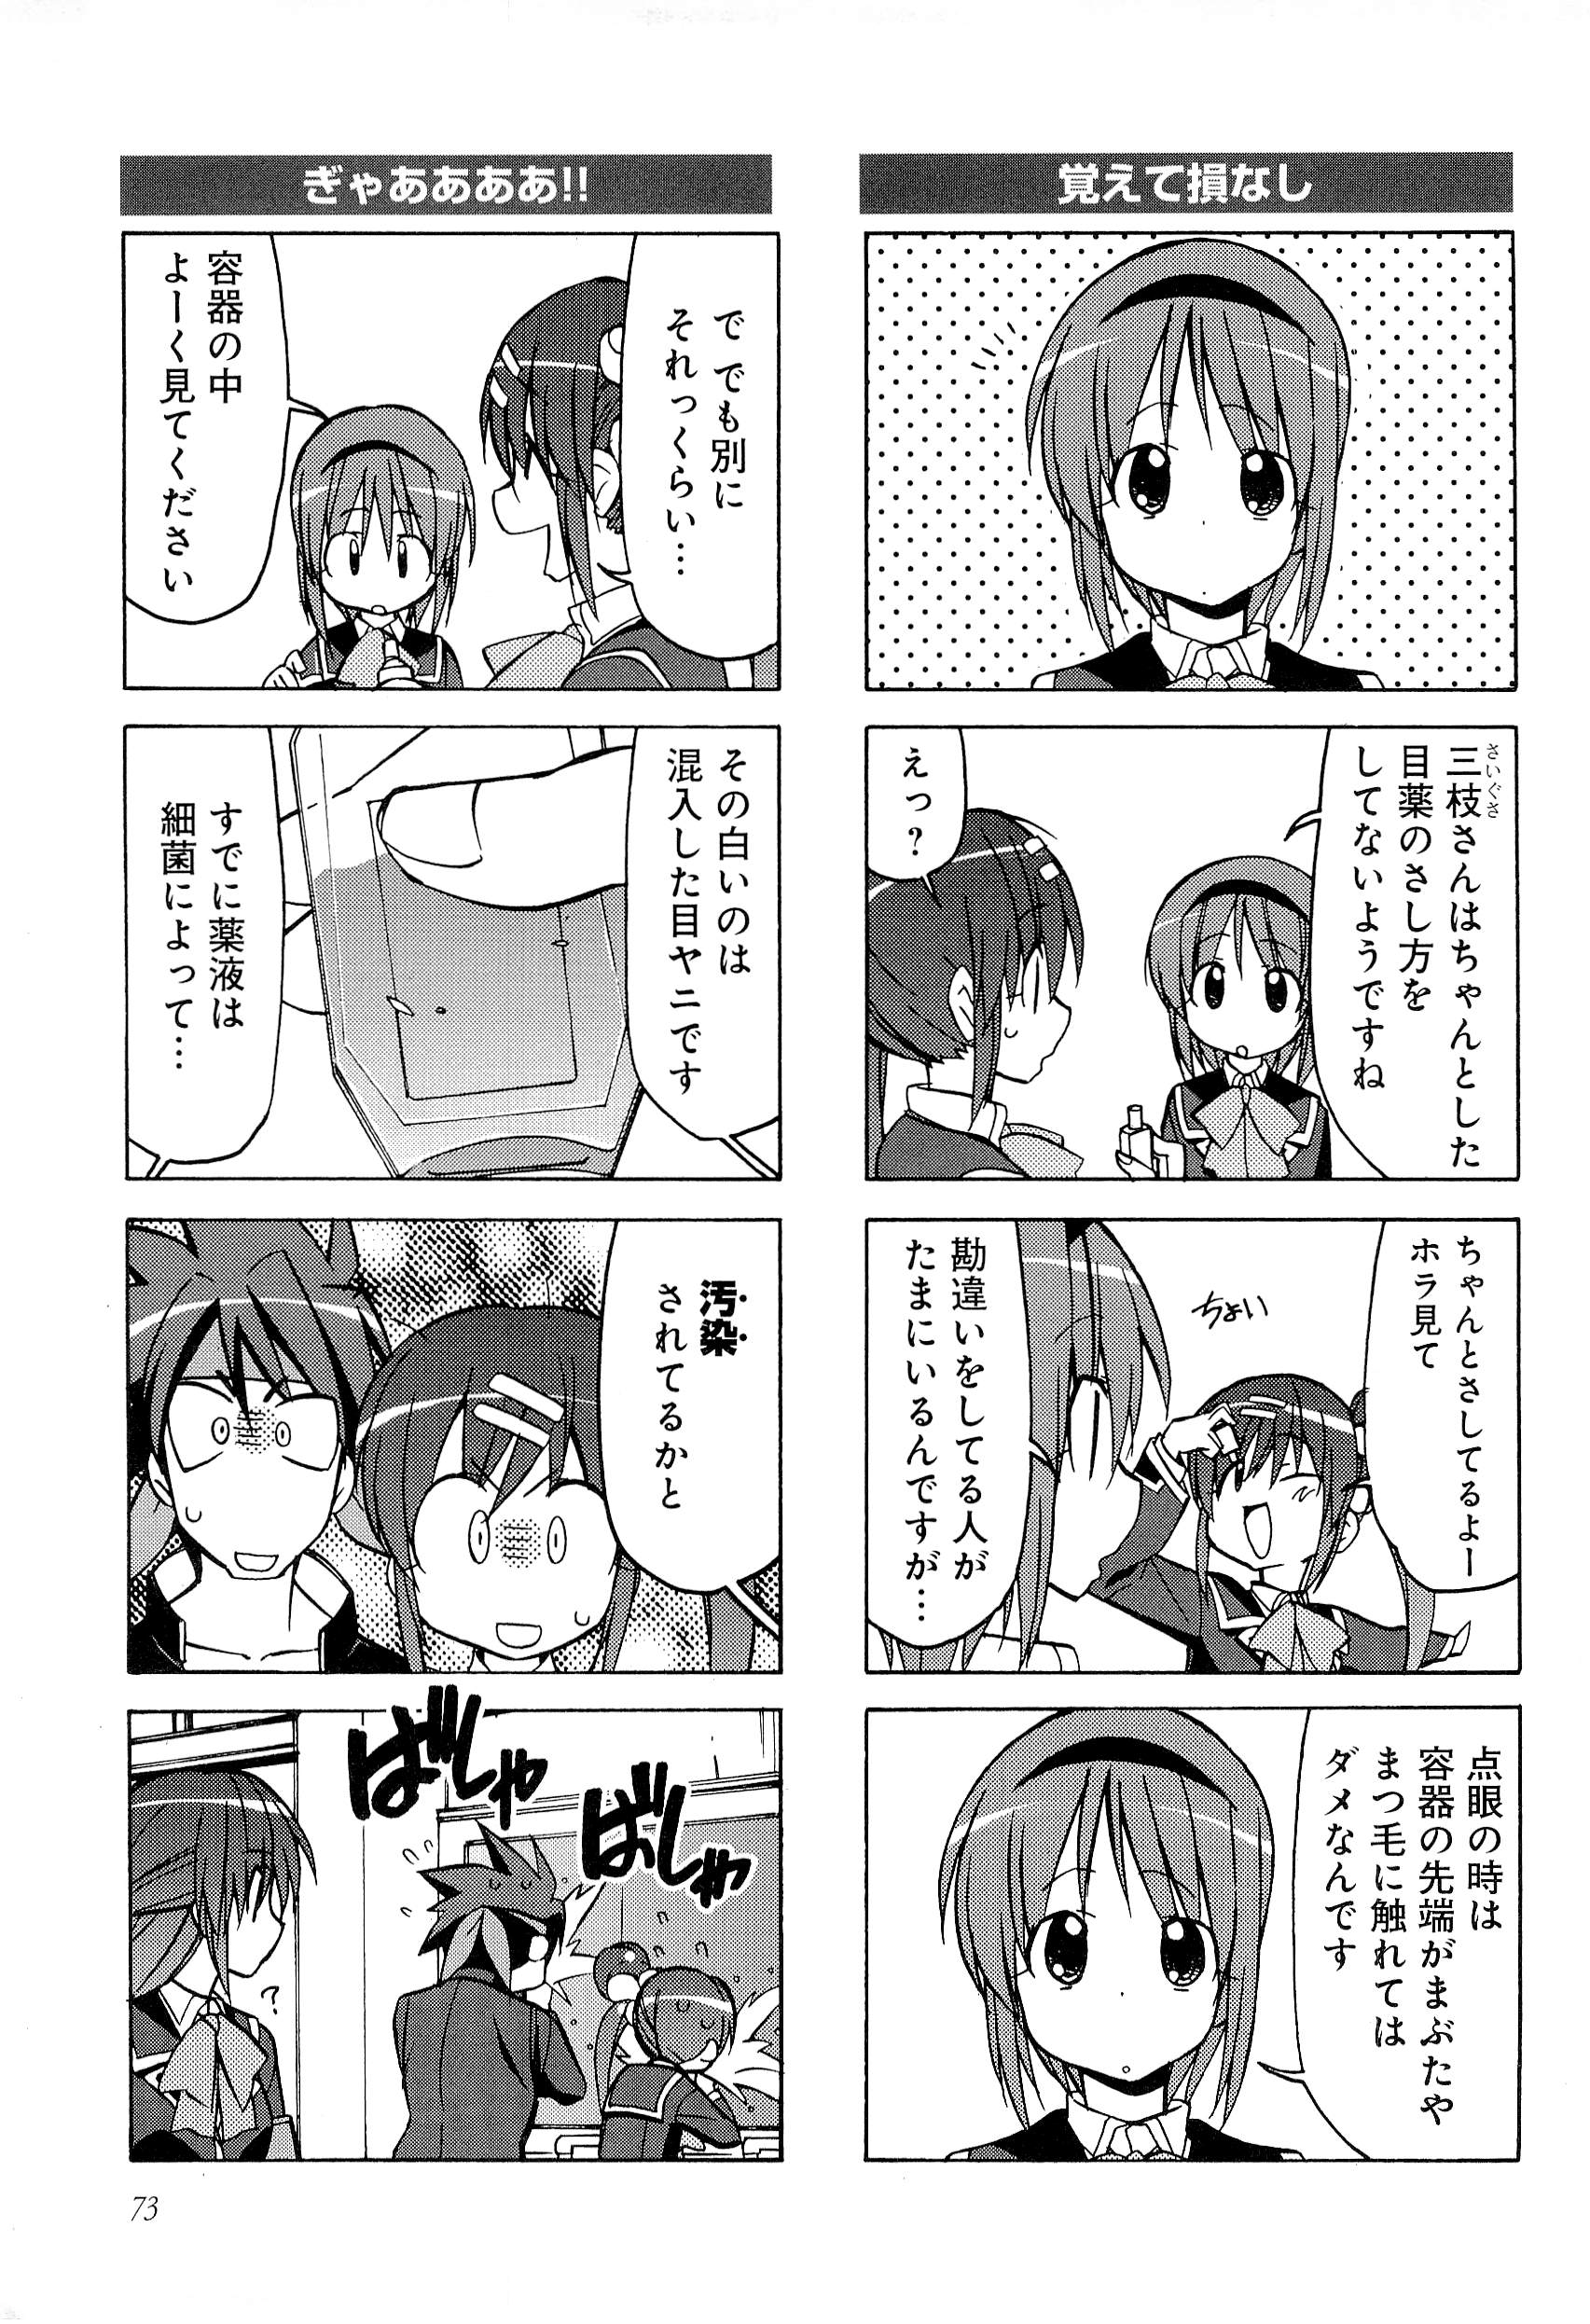 覚えて損なし
三枝さんはちゃんとした
さいぐさ
目薬のさし方を
してないようですね
えっ?
ちゃんとさしてるよー
ホラ見て
ちょい
勘違いをしてる人が
たまにいるんですが…
点眼の時は
容器の先端がまぶたや
まつ毛に触れては
ダメなんです
ぎゃああああ!!
で でも別に
それっくらい…
容器の中
よーく見てください
その白いのは
混入した目ヤニです
すでに薬液は
細菌によって…
汚染
されてるかと
ばしゃ
ばしゃ
?
73